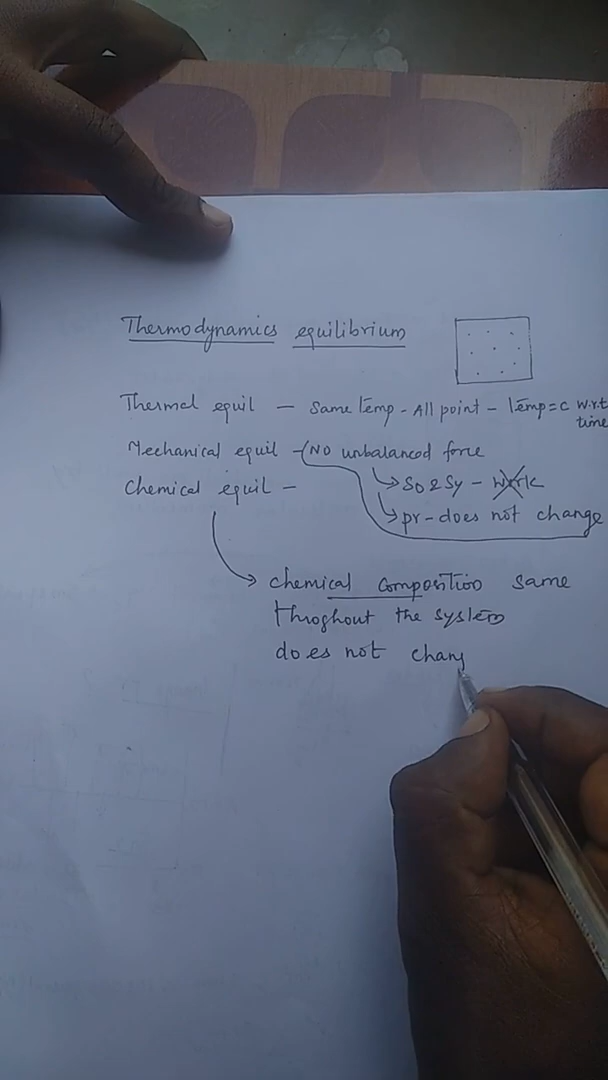 Thermodynamics equilibrium
Thermal equil - Same Temp - All point - Temp=c w.r.t time
Mechanical equil - (NO unbalanced force
Chemical equil -
So & Sy - work
pr - does not change
chemical composition same
throghout the system
does not chang